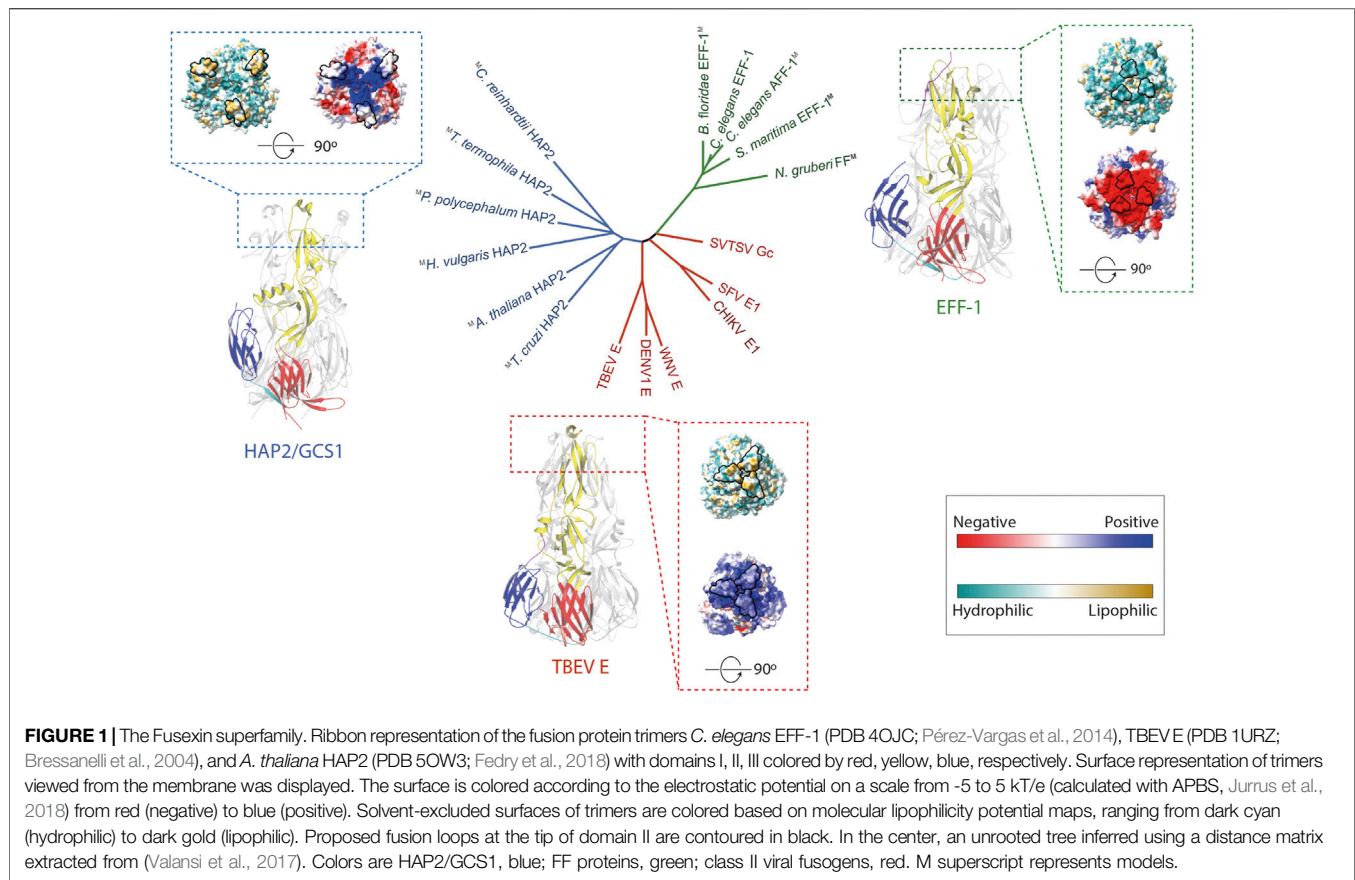 90º
HAP2/GCS1
ᴹC. reinhardtii HAP2
ᴹT. termophila HAP2
ᴹP. polycephalum HAP2
ᴹH. vulgaris HAP2
ᴹA. thaliana HAP2
ᴹT. cruzi HAP2
B. floridae EFF-1ᴹ
C. elegans EFF-1
C. elegans AFF-1ᴹ
S. maritima EFF-1ᴹ
N. gruberi FFᴹ
SVTSV Gc
SFV E1
CHIKV E1
WNV E
DENV1 E
TBEV E
90º
EFF-1
TBEV E
90º
Negative Positive
Hydrophilic Lipophilic
FIGURE 1 | The Fusexin superfamily. Ribbon representation of the fusion protein trimers C. elegans EFF-1 (PDB 4OJC; Pérez-Vargas et al., 2014), TBEV E (PDB 1URZ;
Bressanelli et al., 2004), and A. thaliana HAP2 (PDB 5OW3; Fedry et al., 2018) with domains I, II, III colored by red, yellow, blue, respectively. Surface representation of trimers
viewed from the membrane was displayed. The surface is colored according to the electrostatic potential on a scale from -5 to 5 kT/e (calculated with APBS, Jurrus et al.,
2018) from red (negative) to blue (positive). Solvent-excluded surfaces of trimers are colored based on molecular lipophilicity potential maps, ranging from dark cyan
(hydrophilic) to dark gold (lipophilic). Proposed fusion loops at the tip of domain II are contoured in black. In the center, an unrooted tree inferred using a distance matrix
extracted from (Valansi et al., 2017). Colors are HAP2/GCS1, blue; FF proteins, green; class II viral fusogens, red. M superscript represents models.